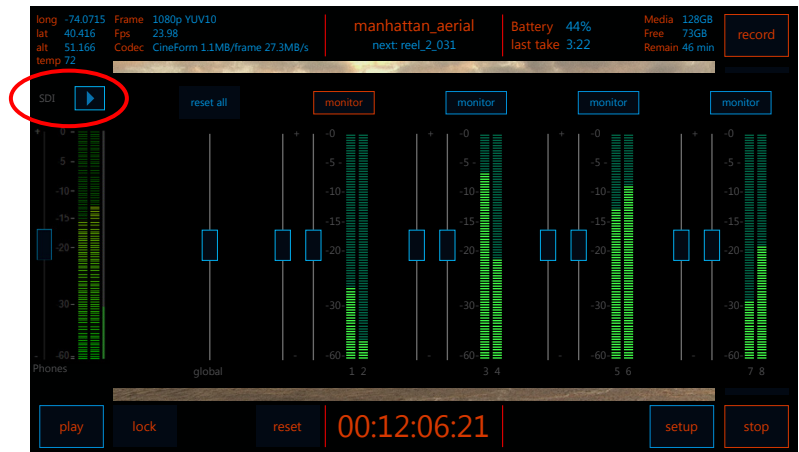 long -74.0715 Frame 1080p YUV10 manhattan_aerial Battery 44% Media 128GB record
lat 40.416 Fps 23.98 next: reel_2_031 last take 3:22 Free 73GB
alt 51.166 Codec CineForm 1.1MB/frame 27.3MB/s Remain 46 min
temp 72
SDI reset all monitor monitor monitor monitor
+ 0 - + -0 + -0 + -0 + -0
5 - -5 - -5 - -5 - -5 -
-10- -10- -10- -10- -10-
-15- -15- -15- -15- -15-
-20- -20- -20- -20- -20-
30- -30- -30- -30- -30-
- -60- - -60- - -60- - -60- - -60-
Phones global 1 2 3 4 5 6 7 8
play lock reset 00:12:06:21 setup stop